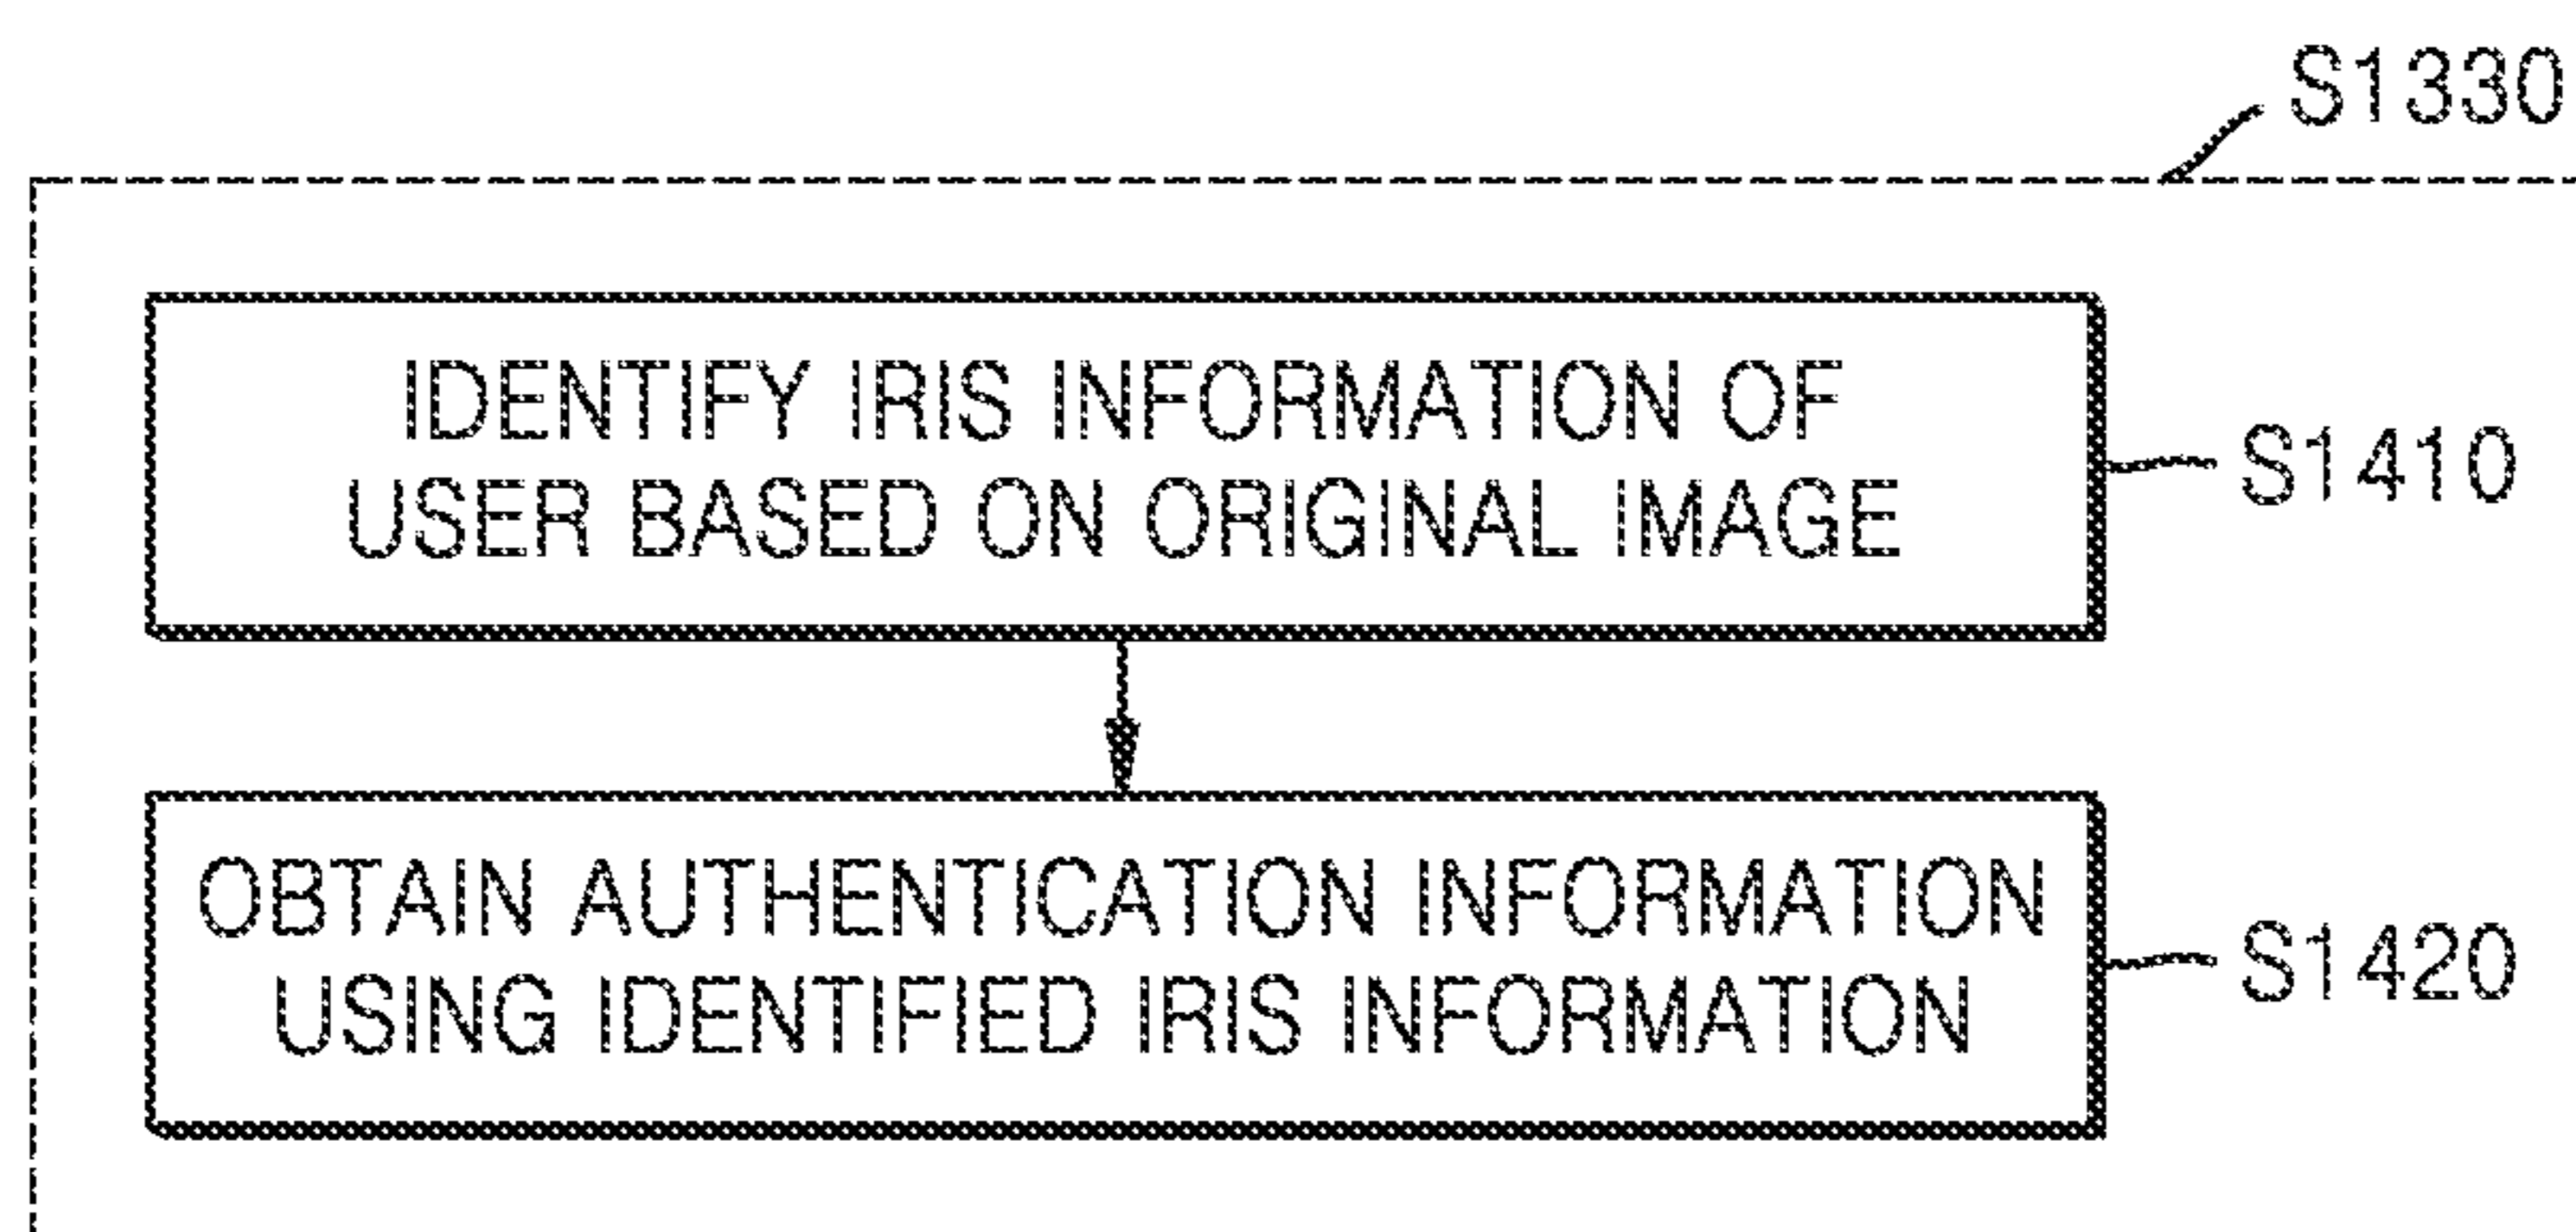 S1330
IDENTIFY IRIS INFORMATION OF
USER BASED ON ORIGINAL IMAGE
S1410
OBTAIN AUTHENTICATION INFORMATION
USING IDENTIFIED IRIS INFORMATION
S1420